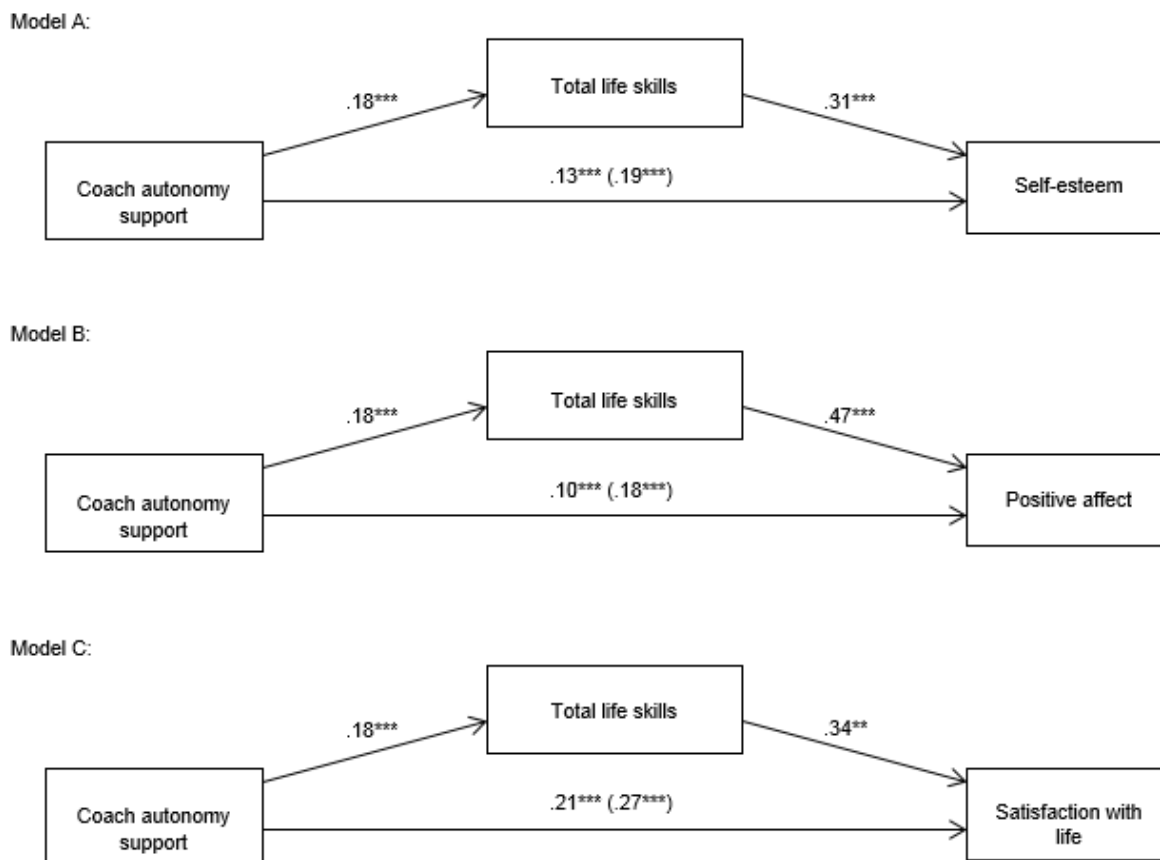 Model A:
Total life skills
.18***
.31***
Coach autonomy
support
.13*** (.19***)
Self-esteem
Model B:
Total life skills
.18***
.47***
Coach autonomy
support
.10*** (.18***)
Positive affect
Model C:
Total life skills
.18***
.34**
Coach autonomy
support
.21*** (.27***)
Satisfaction with
life